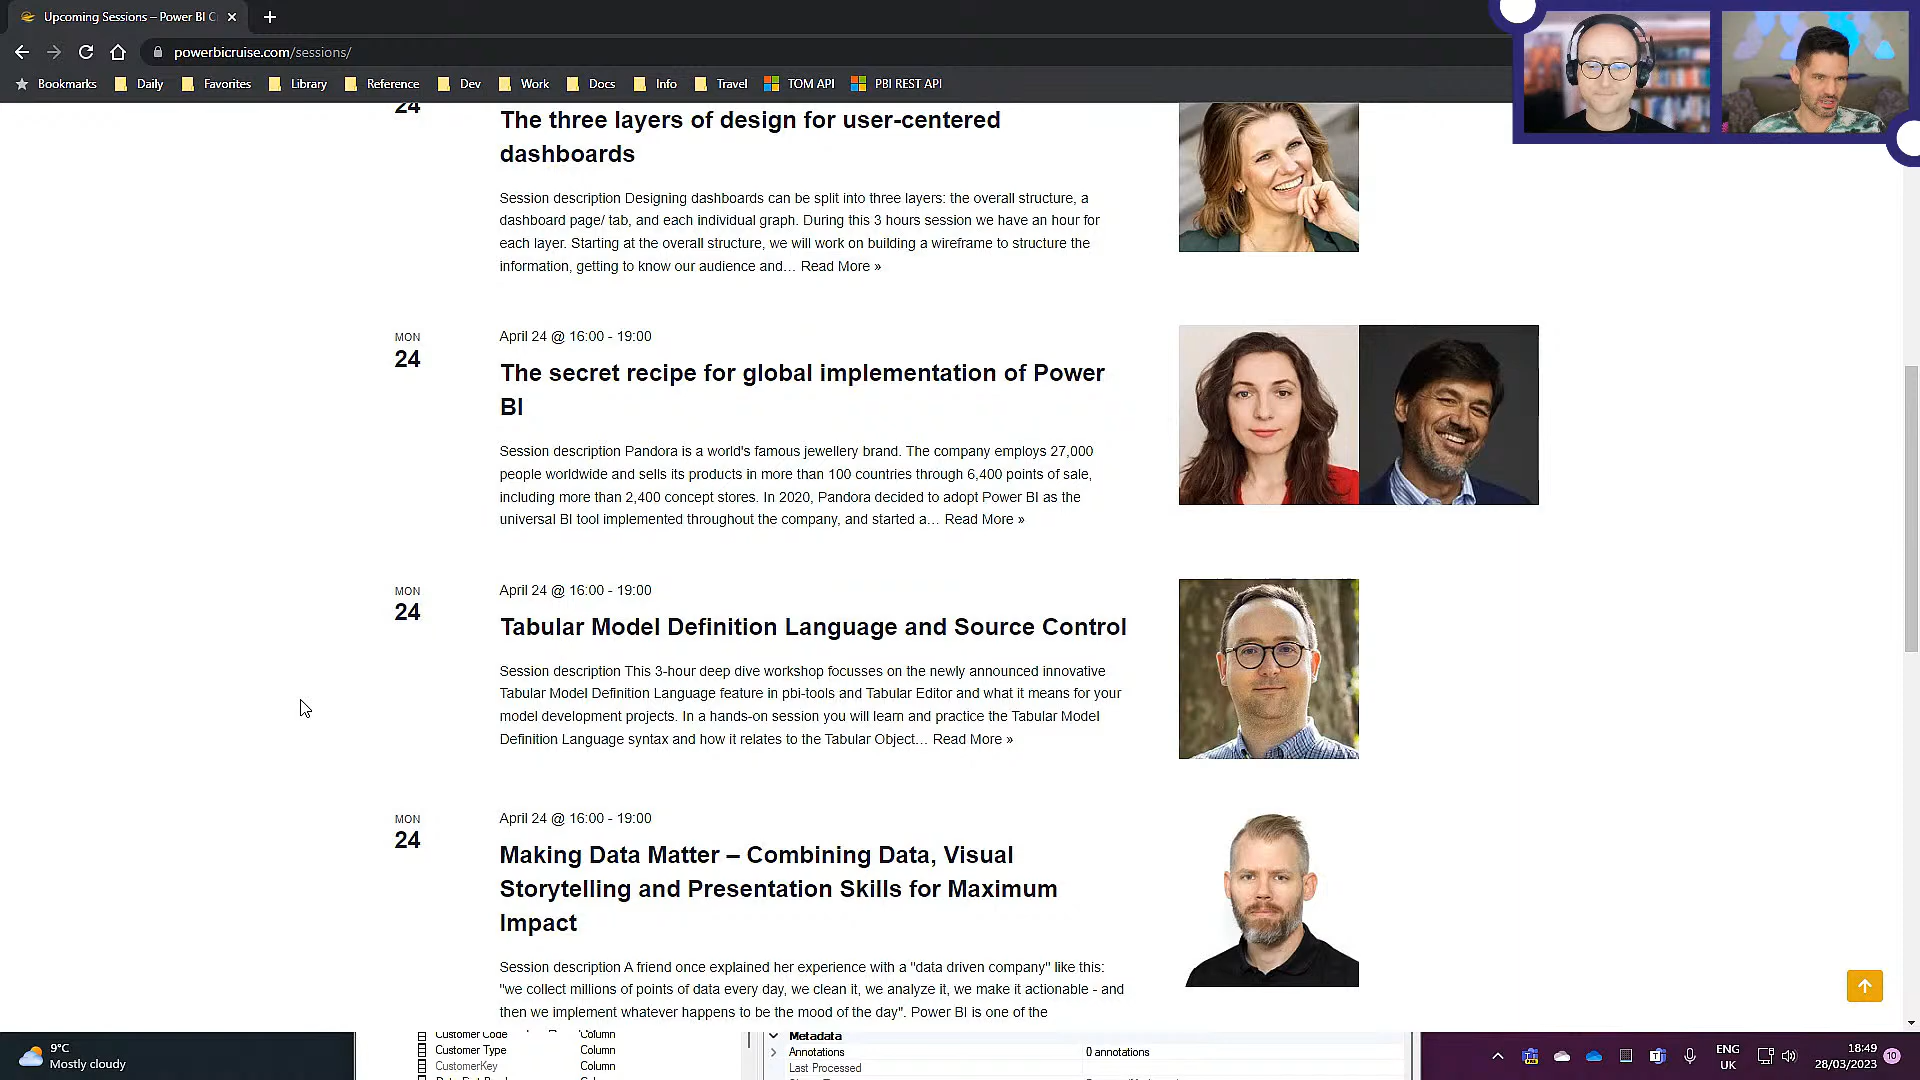 Upcoming Sessions – Power BI C
powerbicruise.com/sessions/
Bookmarks Daily Favorites Library Reference Dev Work Docs Info Travel TOM API PBI REST API
24
The three layers of design for user-centered
dashboards
Session description Designing dashboards can be split into three layers: the overall structure, a
dashboard page/ tab, and each individual graph. During this 3 hours session we have an hour for
each layer. Starting at the overall structure, we will work on building a wireframe to structure the
information, getting to know our audience and… Read More »
MON
24
April 24 @ 16:00 - 19:00
The secret recipe for global implementation of Power
BI
Session description Pandora is a world's famous jewellery brand. The company employs 27,000
people worldwide and sells its products in more than 100 countries through 6,400 points of sale,
including more than 2,400 concept stores. In 2020, Pandora decided to adopt Power BI as the
universal BI tool implemented throughout the company, and started a… Read More »
MON
24
April 24 @ 16:00 - 19:00
Tabular Model Definition Language and Source Control
Session description This 3-hour deep dive workshop focusses on the newly announced innovative
Tabular Model Definition Language feature in pbi-tools and Tabular Editor and what it means for your
model development projects. In a hands-on session you will learn and practice the Tabular Model
Definition Language syntax and how it relates to the Tabular Object… Read More »
MON
24
April 24 @ 16:00 - 19:00
Making Data Matter – Combining Data, Visual
Storytelling and Presentation Skills for Maximum
Impact
Session description A friend once explained her experience with a "data driven company" like this:
"we collect millions of points of data every day, we clean it, we analyze it, we make it actionable - and
then we implement whatever happens to be the mood of the day". Power BI is one of the
Customer Code Column
Customer Type Column
CustomerKey Column
Column
Metadata
Annotations 0 annotations
Last Processed
9°C
Mostly cloudy
ENG
UK
18:49
28/03/2023
10